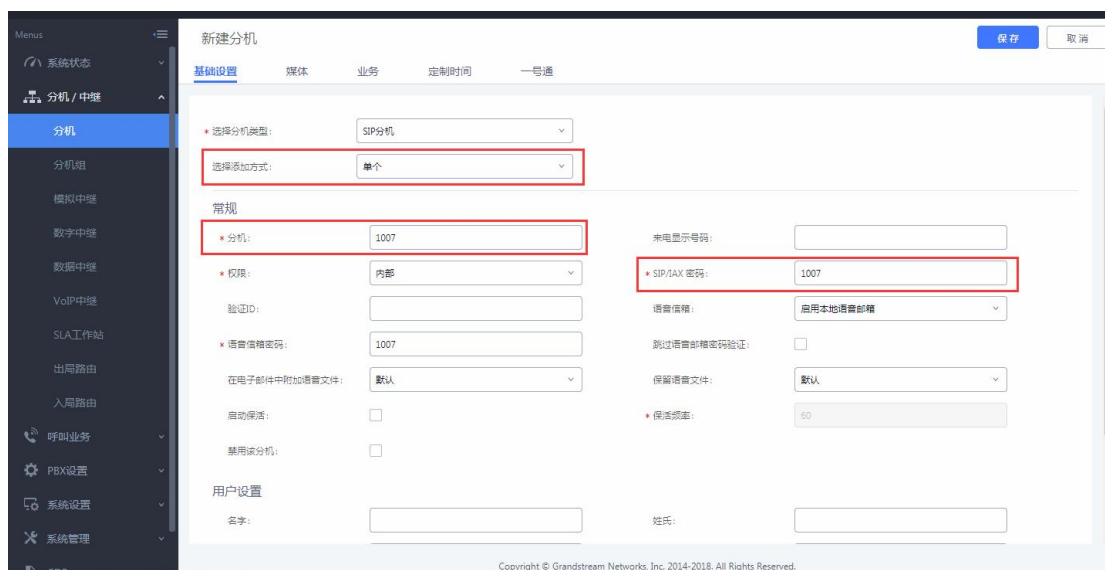 Menus
系统状态
分机 / 中继
分机
分机组
模拟中继
数字中继
数据中继
VoIP中继
SLA工作站
出局路由
入局路由
呼叫业务
PBX设置
系统设置
系统管理
新建分机
保存 取消
基础设置 媒体 业务 定制时间 一号通
* 选择分机类型: SIP分机
选择添加方式: 单个
常规
* 分机: 1007 来电显示号码:
* 权限: 内部 * SIP/IAX 密码: 1007
验证ID: 语音信箱: 启用本地语音邮箱
* 语音信箱密码: 1007 跳过语音邮箱密码验证:
在电子邮件中附加语音文件: 默认 保留语音文件: 默认
启动保活: * 保活频率: 60
禁用该分机:
用户设置
名字: 姓氏:
Copyright © Grandstream Networks, Inc. 2014-2018. All Rights Reserved.